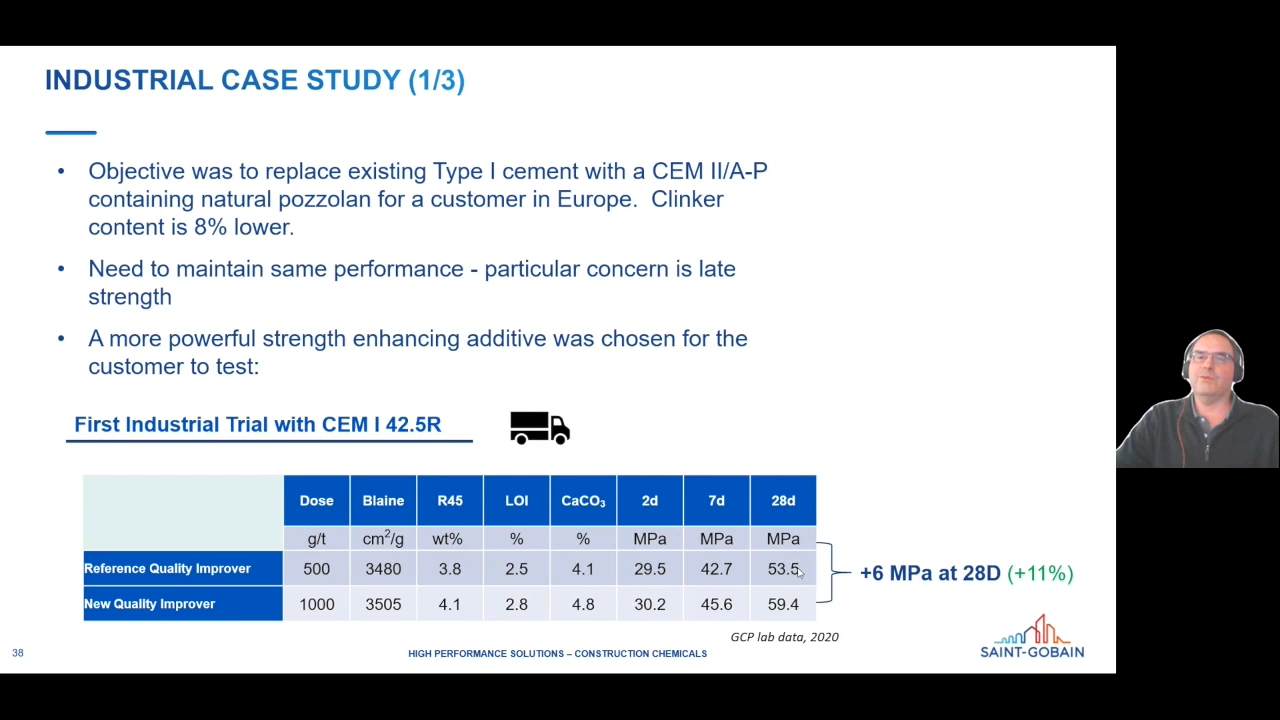 INDUSTRIAL CASE STUDY (1/3)
• Objective was to replace existing Type I cement with a CEM II/A-P
containing natural pozzolan for a customer in Europe. Clinker
content is 8% lower.
• Need to maintain same performance - particular concern is late
strength
• A more powerful strength enhancing additive was chosen for the
customer to test:
First Industrial Trial with CEM I 42.5R
Dose Blaine R45 LOI CaCO₃ 2d 7d 28d
g/t cm²/g wt% % % MPa MPa MPa
Reference Quality Improver 500 3480 3.8 2.5 4.1 29.5 42.7 53.5
New Quality Improver 1000 3505 4.1 2.8 4.8 30.2 45.6 59.4
+6 MPa at 28D (+11%)
GCP lab data, 2020
38
HIGH PERFORMANCE SOLUTIONS – CONSTRUCTION CHEMICALS
SAINT-GOBAIN